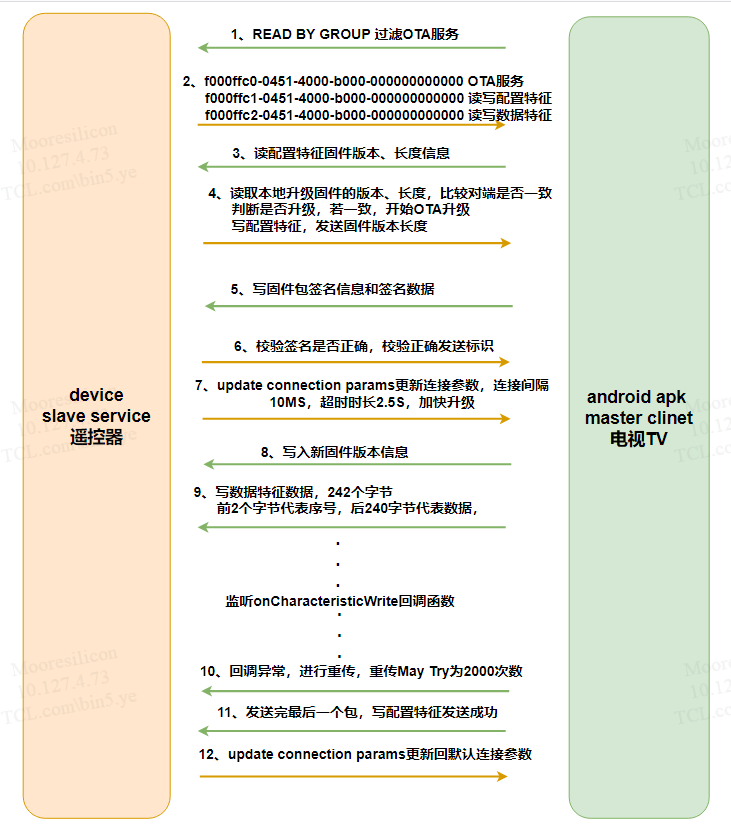 1、READ BY GROUP 过滤OTA服务
2、f000ffc0-0451-4000-b000-000000000000 OTA服务
f000ffc1-0451-4000-b000-000000000000 读写配置特征
f000ffc2-0451-4000-b000-000000000000 读写数据特征
3、读配置特征固件版本、长度信息
4、读取本地升级固件的版本、长度，比较对端是否一致
判断是否升级，若一致，开始OTA升级
写配置特征，发送固件版本长度
5、写固件包签名信息和签名数据
6、校验签名是否正确，校验正确发送标识
7、update connection params更新连接参数，连接间隔
10MS，超时时长2.5S，加快升级
8、写入新固件版本信息
9、写数据特征数据，242个字节
前2个字节代表序号，后240字节代表数据，
.
.
.
监听onCharacteristicWrite回调函数
.
.
.
10、回调异常，进行重传，重传May Try为2000次数
11、发送完最后一个包，写配置特征发送成功
12、update connection params更新回默认连接参数
device
slave service
遥控器
android apk
master clinet
电视TV
Mooresilicon
10.127.4.73
TCL.com\bin5.ye
Mooresilicon
10.127.4.73
TCL.com\bin5.ye